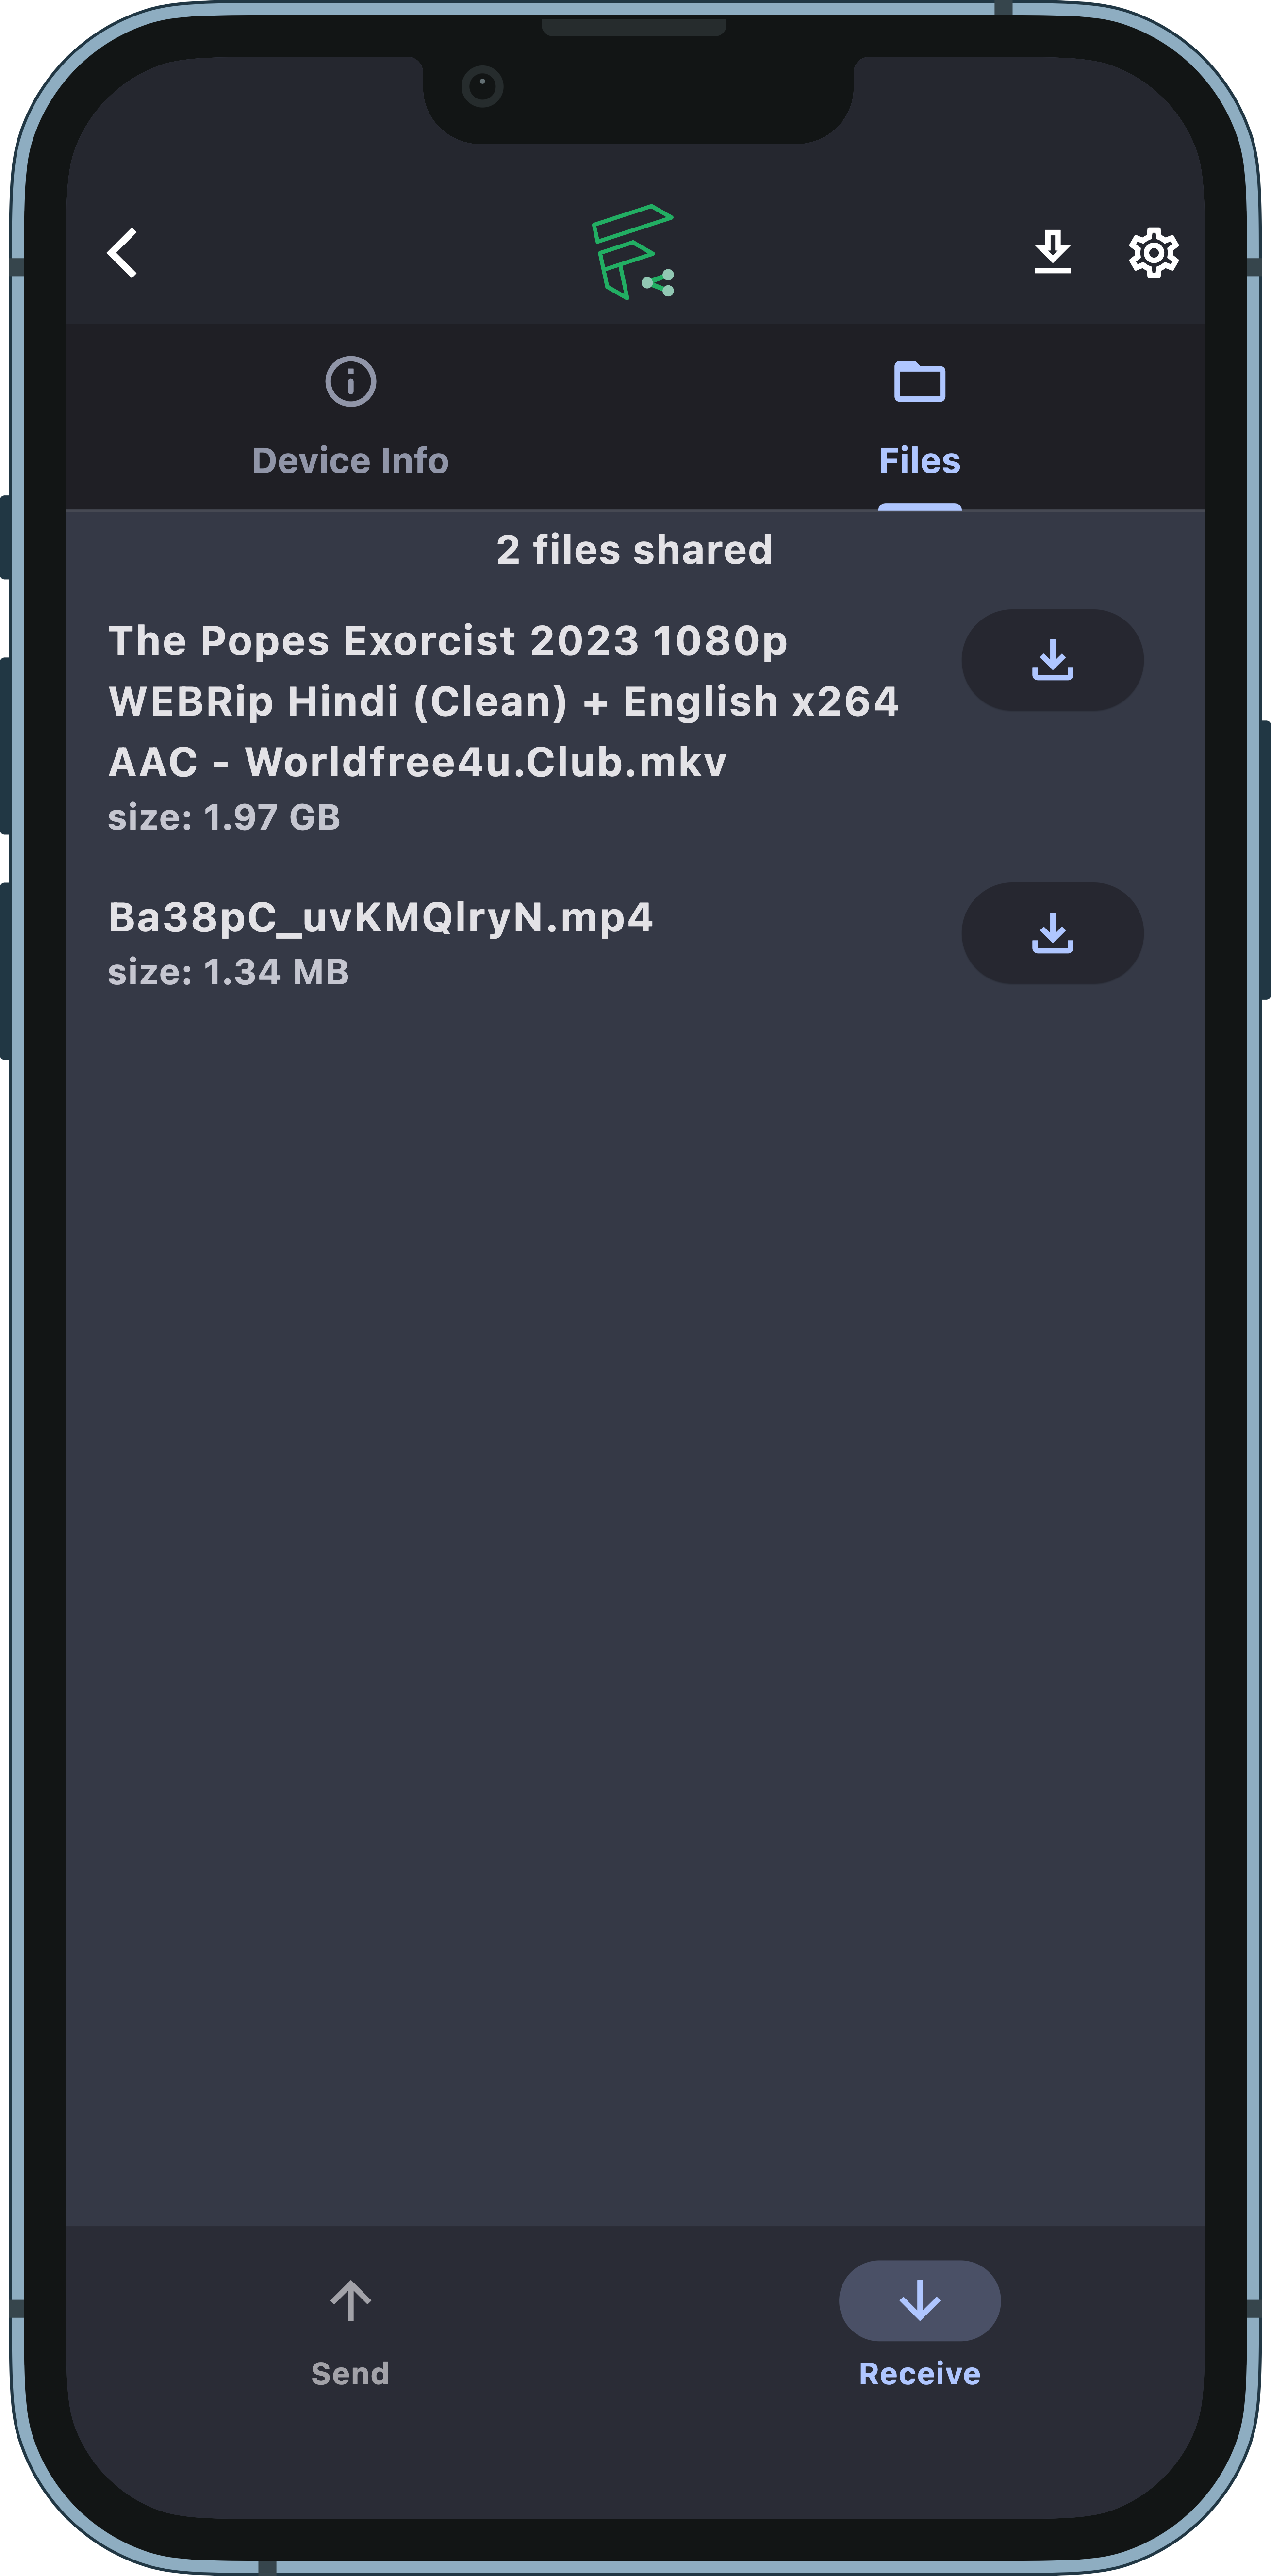 Device Info
Files
2 files shared
The Popes Exorcist 2023 1080p
WEBRip Hindi (Clean) + English x264
AAC - Worldfree4u.Club.mkv
size: 1.97 GB
Ba38pC_uvKMQlryN.mp4
size: 1.34 MB
Send
Receive